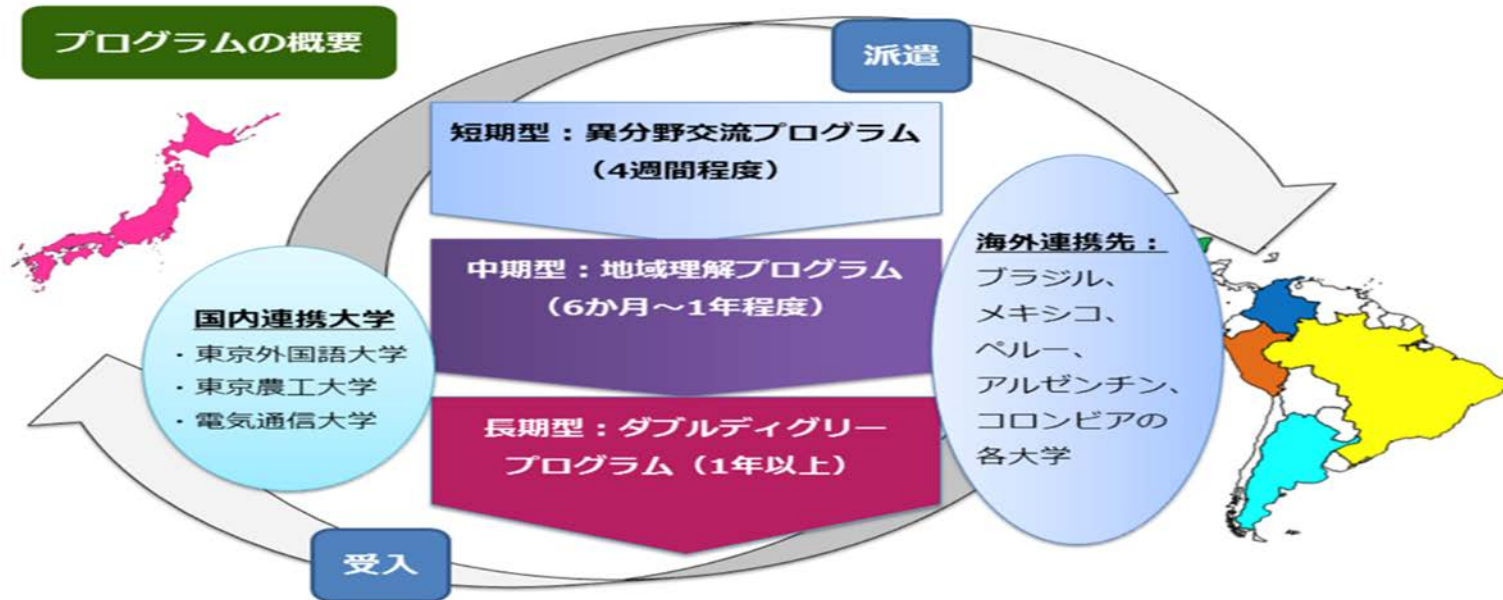 プログラムの概要
派遣
短期型：異分野交流プログラム
（4週間程度）
中期型：地域理解プログラム
（6か月～1年程度）
長期型：ダブルディグリー
プログラム（1年以上）
国内連携大学
・東京外国語大学
・東京農工大学
・電気通信大学
海外連携先：
ブラジル、
メキシコ、
ペルー、
アルゼンチン、
コロンビアの
各大学
受入